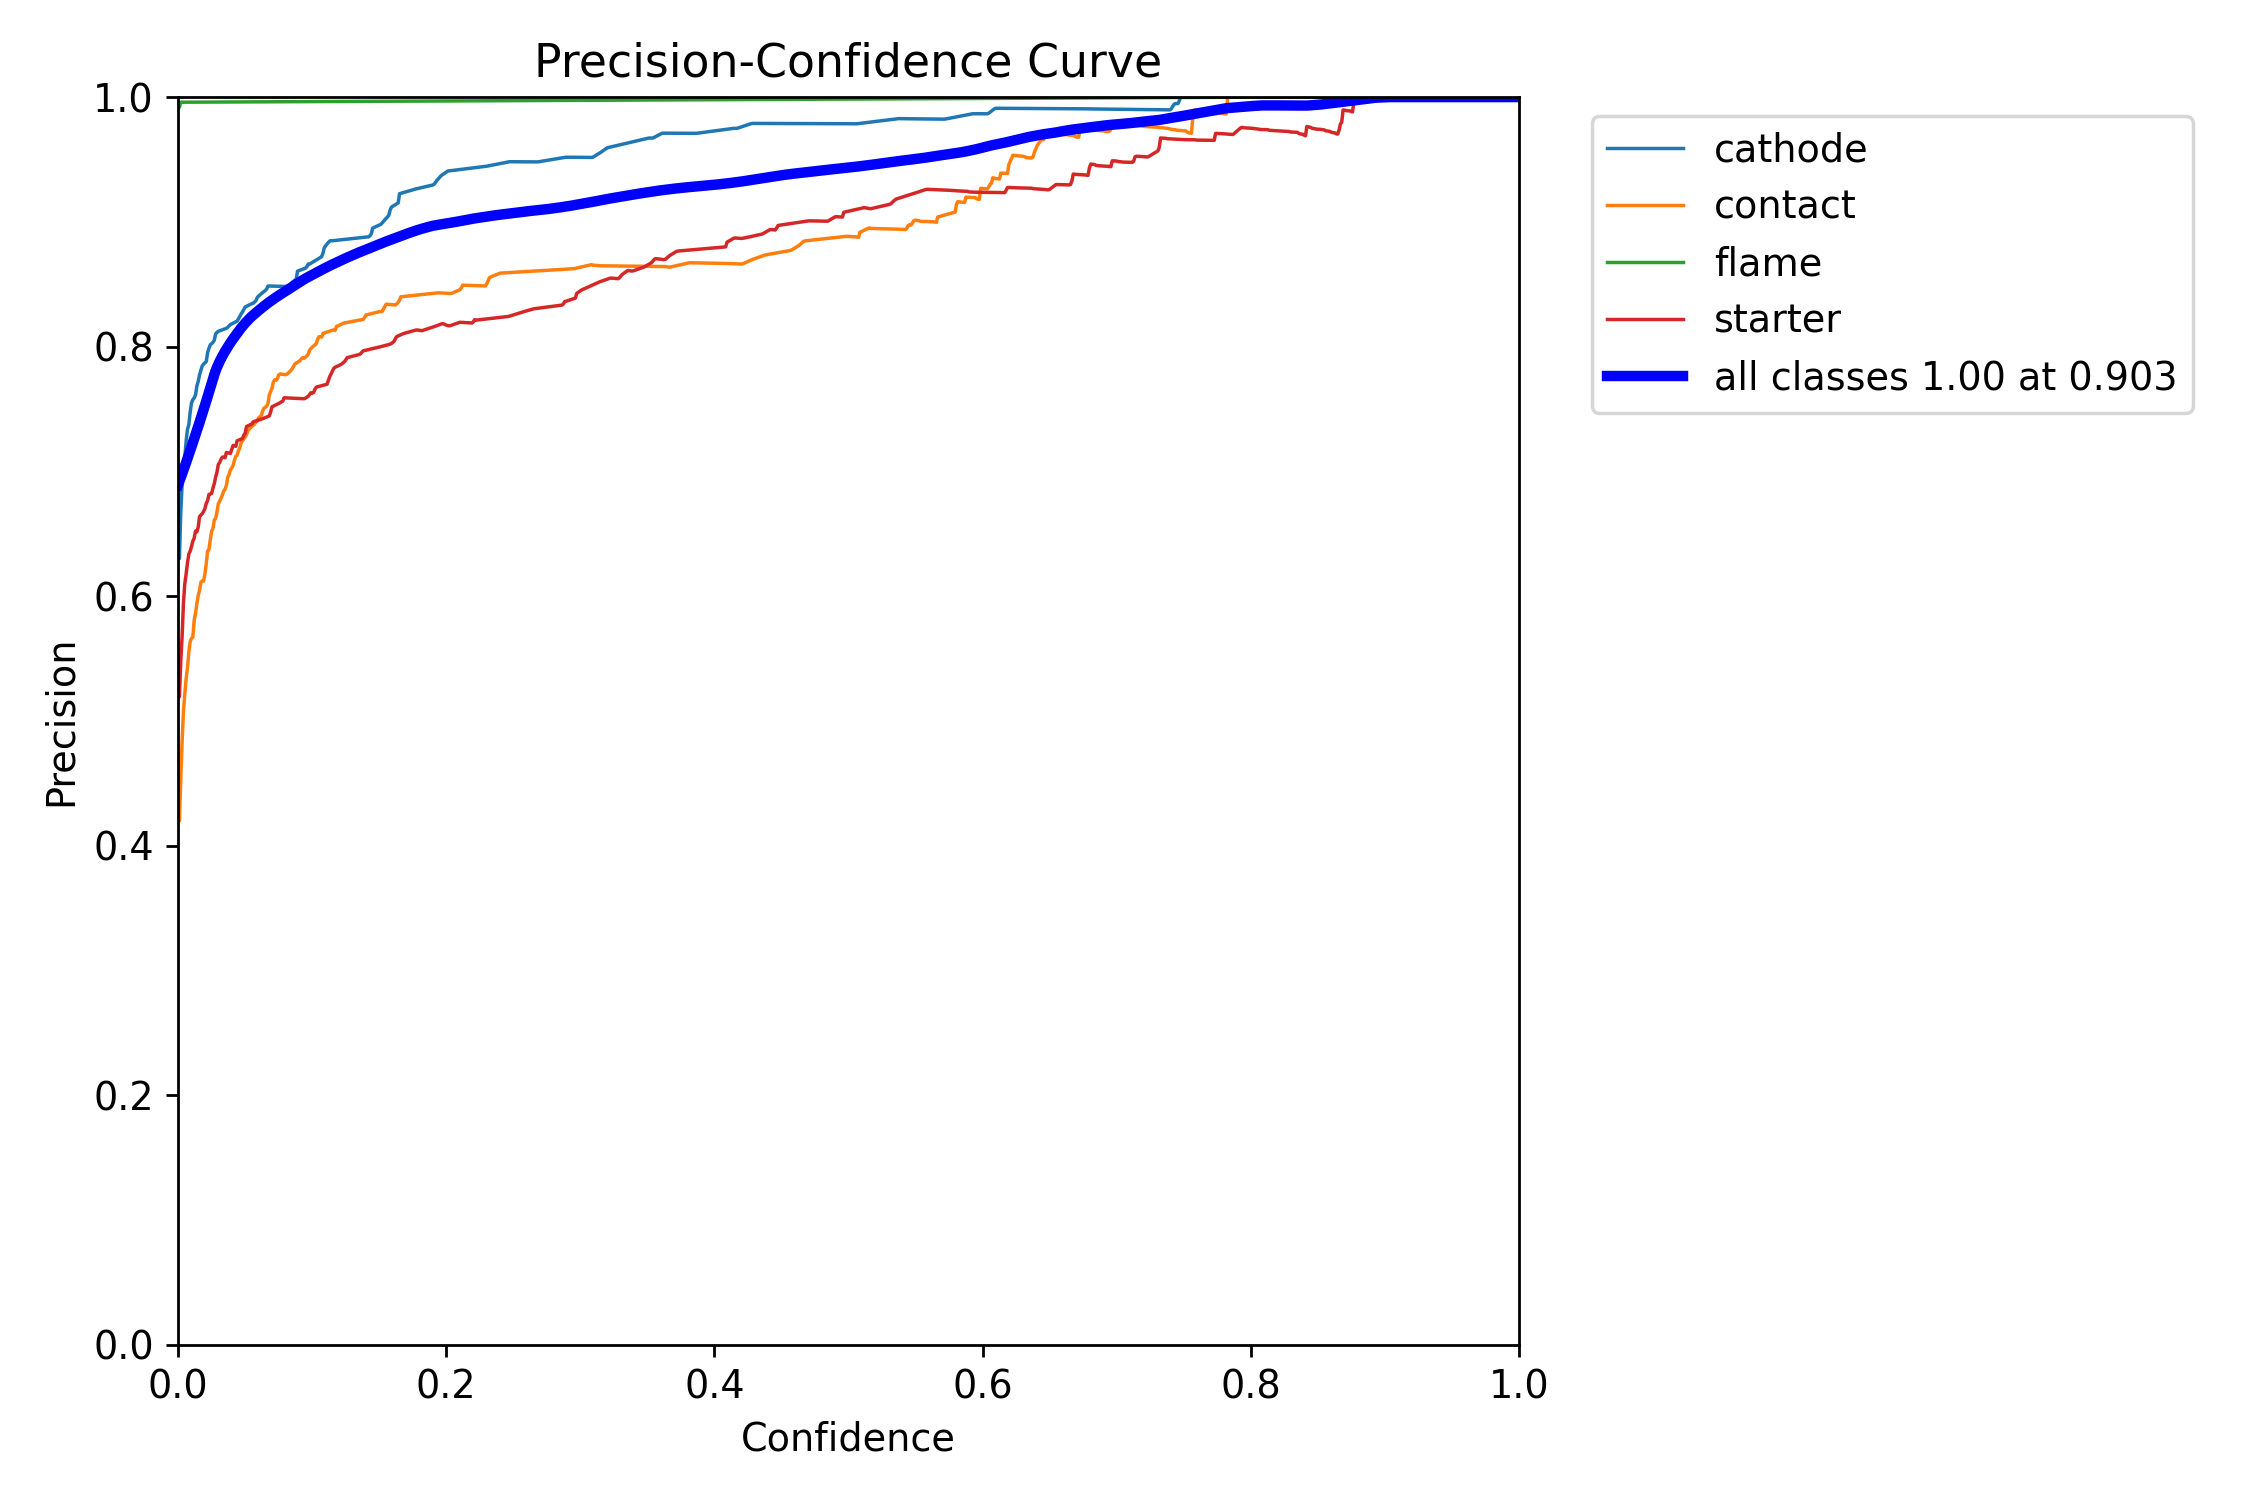 Precision-Confidence Curve
1.0
0.8
0.6
0.4
0.2
0.0
Precision
0.0 0.2 0.4 0.6 0.8 1.0
Confidence
cathode
contact
flame
starter
all classes 1.00 at 0.903